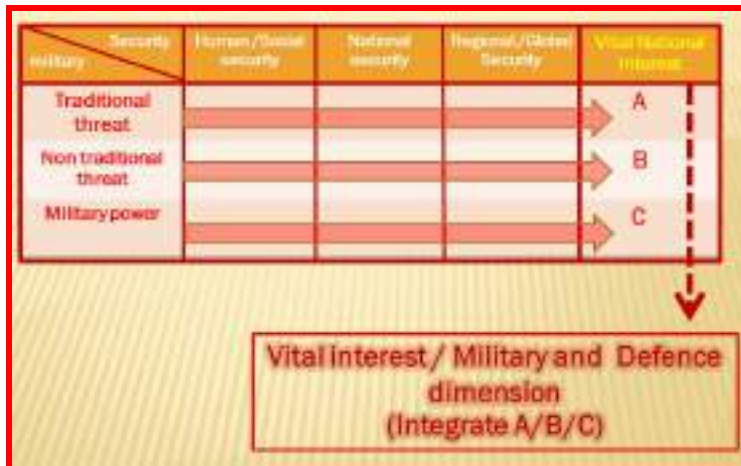 Security
military
Human/Social
security
National
security
Regional/Global
Security
Vital National
Interest
Traditional
threat
A
Non traditional
threat
B
Military power
C
Vital interest / Military and Defence
dimension
(Integrate A/B/C)